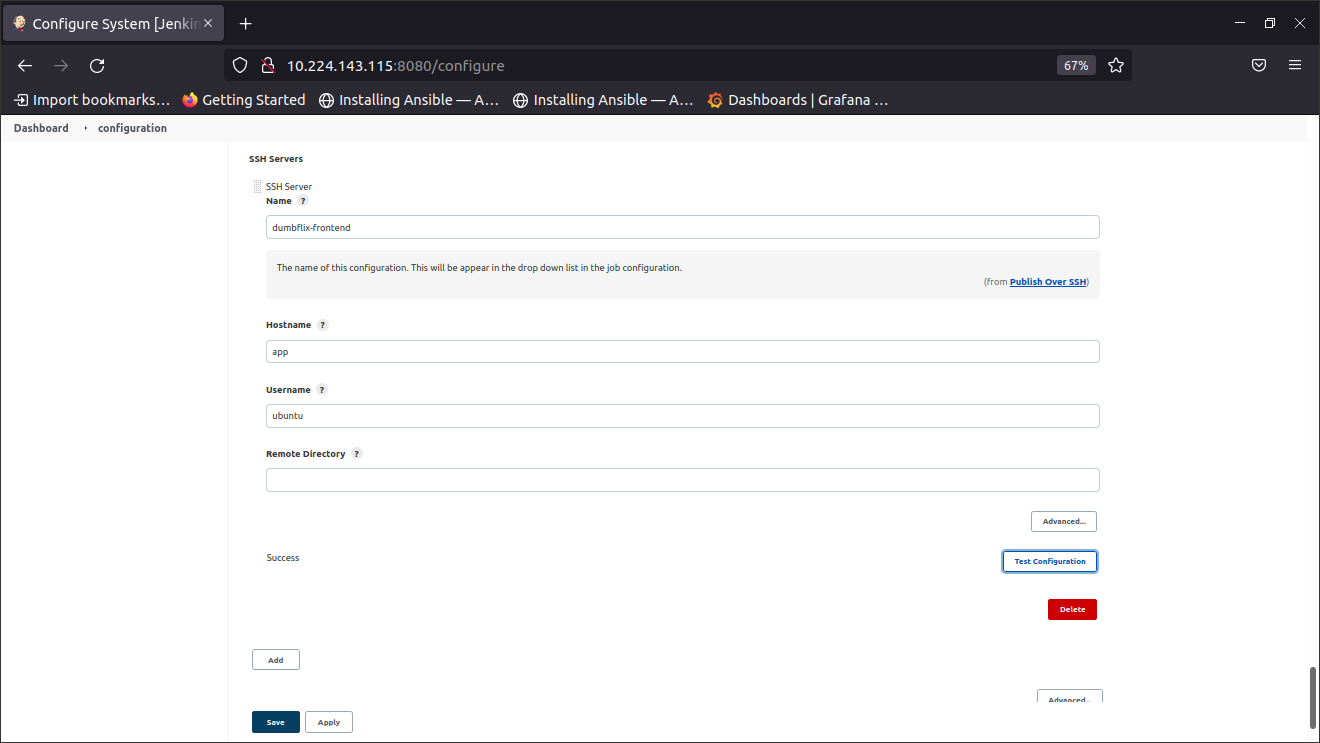 Configure System [Jenkin
10.224.143.115:8080/configure
67%
Import bookmarks... Getting Started Installing Ansible — A... Installing Ansible — A... Dashboards | Grafana ...
Dashboard configuration
SSH Servers
SSH Server
Name ?
dumbflix-frontend
The name of this configuration. This will be appear in the drop down list in the job configuration.
(from Publish Over SSH)
Hostname ?
app
Username ?
ubuntu
Remote Directory ?
Advanced...
Success
Test Configuration
Delete
Add
Advanced...
Save Apply